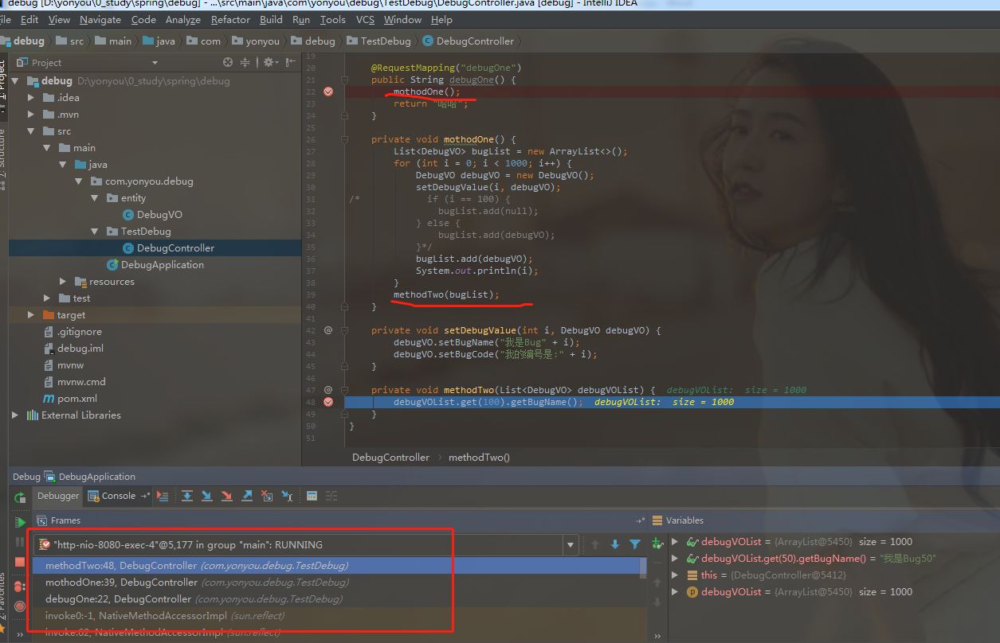 debug [D:\yonyou\0_study\spring\debug] - ...\src\main\java\com\yonyou\debug\TestDebug\DebugController.java [debug] - IntelliJ IDEA
File Edit View Navigate Code Analyze Refactor Build Run Tools VCS Window Help
debug src main java com yonyou debug TestDebug DebugController
1: Project
Z: Structure
2: Favorites
Project
debug D:\yonyou\0_study\spring\debug
.idea
.mvn
src
main
java
com.yonyou.debug
entity
DebugVO
TestDebug
DebugController
DebugApplication
resources
test
target
.gitignore
debug.iml
mvnw
mvnw.cmd
pom.xml
External Libraries
19
20 @RequestMapping("debugOne")
21 public String debugOne() {
22 mothodOne();
23 return "哈哈";
24 }
25
26 private void mothodOne() {
27 List<DebugVO> bugList = new ArrayList<>();
28 for (int i = 0; i < 1000; i++) {
29 DebugVO debugVO = new DebugVO();
30 setDebugValue(i, debugVO);
31 /* if (i == 100) {
32 bugList.add(null);
33 } else {
34 bugList.add(debugVO);
35 }*/
36 bugList.add(debugVO);
37 System.out.println(i);
38 }
39 methodTwo(bugList);
40 }
41
42 @ private void setDebugValue(int i, DebugVO debugVO) {
43 debugVO.setBugName("我是Bug" + i);
44 debugVO.setBugCode("我的编号是:" + i);
45 }
46
47 @ private void methodTwo(List<DebugVO> debugVOList) { debugVOList: size = 1000
48 debugVOList.get(100).getBugName(); debugVOList: size = 1000
49 }
50 }
51
DebugController methodTwo()
Debug DebugApplication
Debugger Console
Frames
"http-nio-8080-exec-4"@5,177 in group "main": RUNNING
methodTwo:48, DebugController (com.yonyou.debug.TestDebug)
mothodOne:39, DebugController (com.yonyou.debug.TestDebug)
debugOne:22, DebugController (com.yonyou.debug.TestDebug)
invoke0:-1, NativeMethodAccessorImpl (sun.reflect)
invoke:62, NativeMethodAccessorImpl (sun.reflect)
Variables
debugVOList = {ArrayList@5450} size = 1000
debugVOList.get(50).getBugName() = "我是Bug50"
this = {DebugController@5412}
debugVOList = {ArrayList@5450} size = 1000